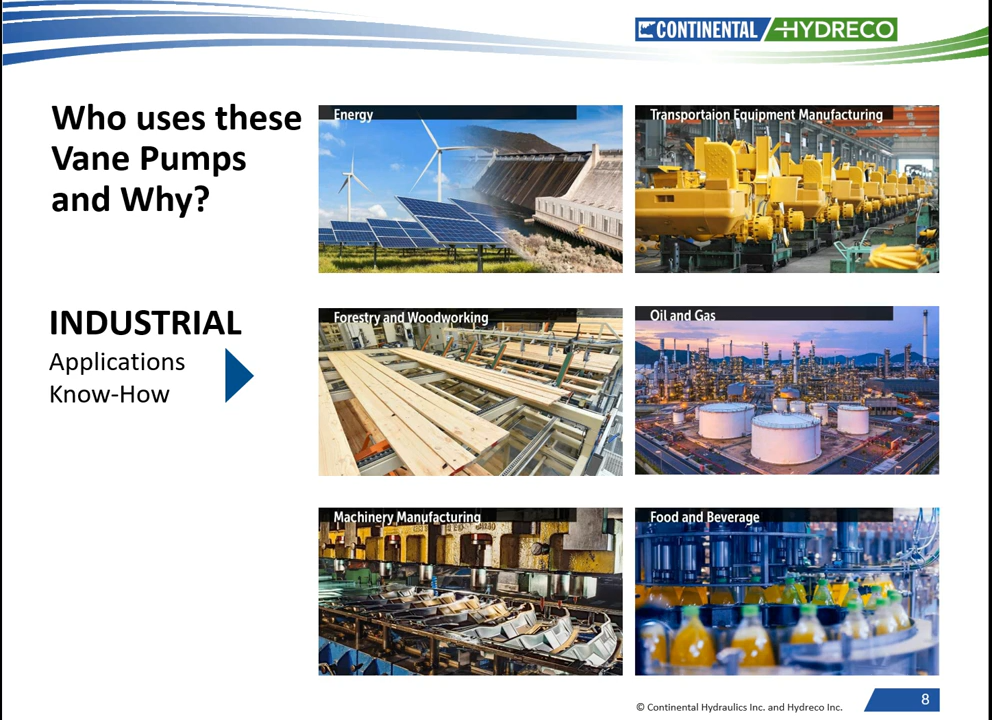 CONTINENTAL HYDRECO
Who uses these
Vane Pumps
and Why?
INDUSTRIAL
Applications
Know-How
Energy
Transportaion Equipment Manufacturing
Forestry and Woodworking
Oil and Gas
Machinery Manufacturing
Food and Beverage
© Continental Hydraulics Inc. and Hydreco Inc.
8